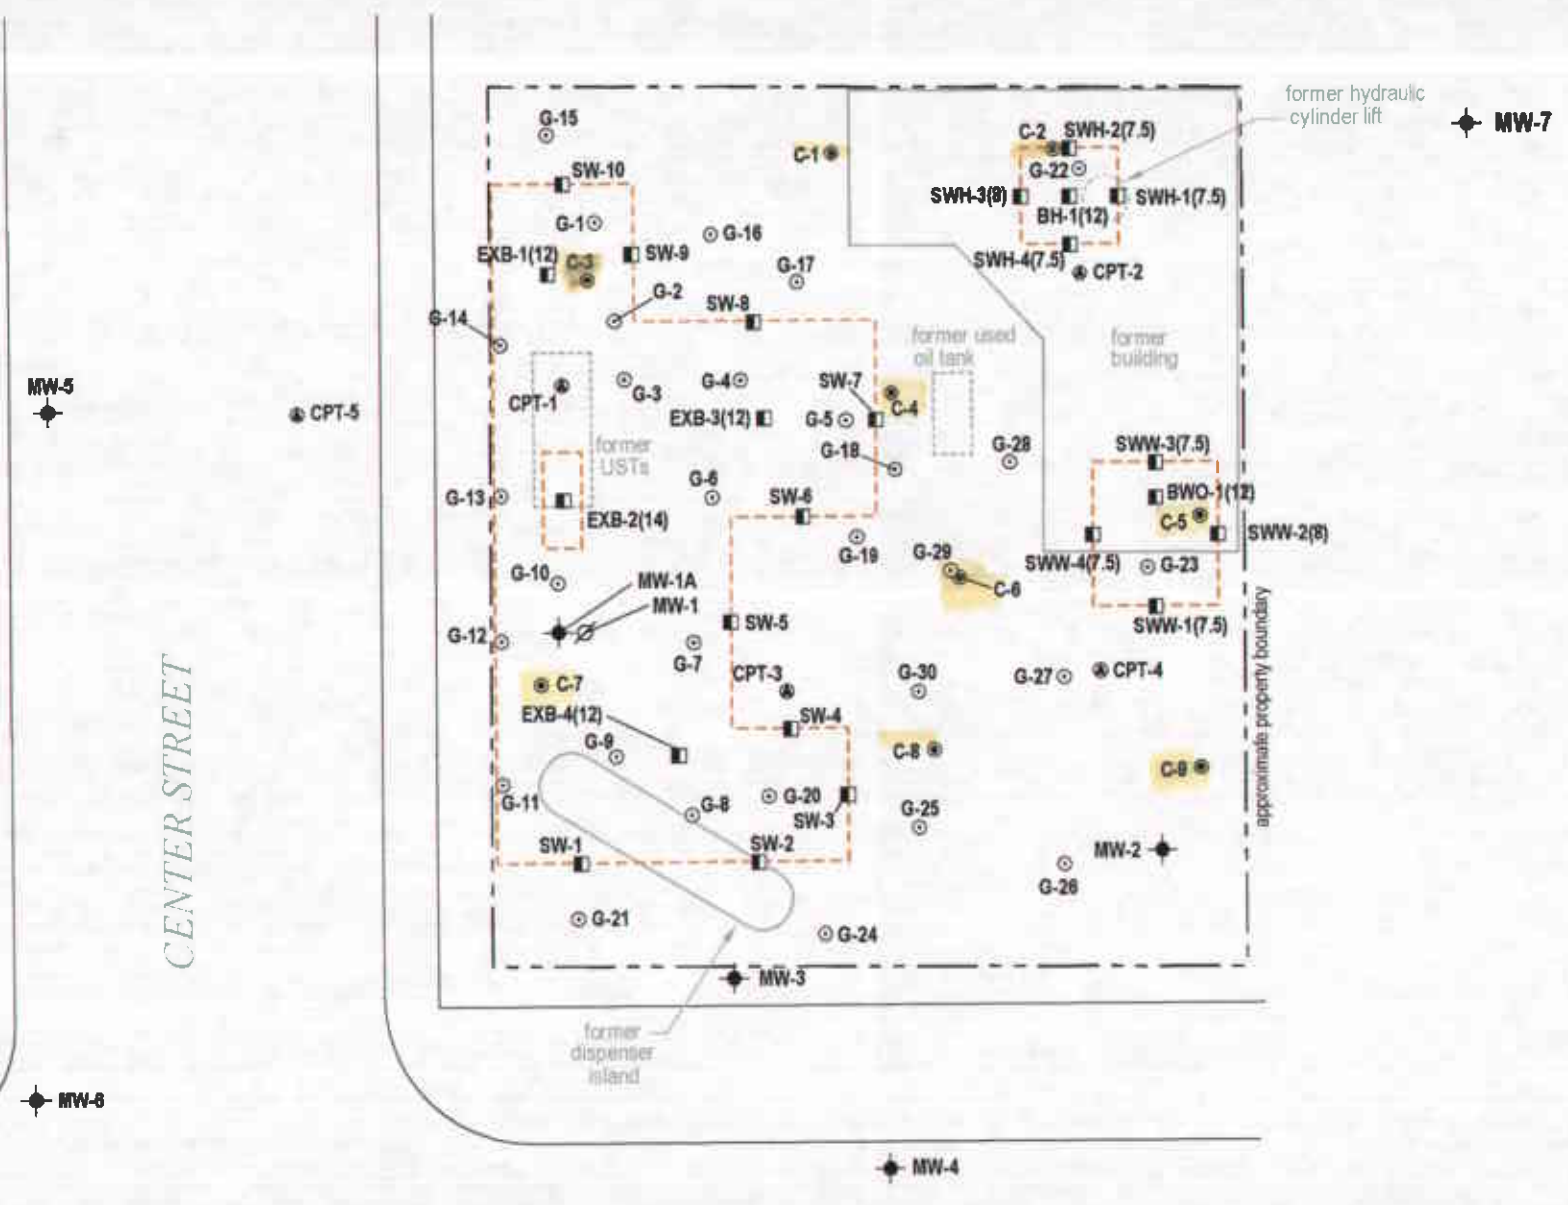 former hydraulic
cylinder lift
MW-7
G-15
C-1
C-2
SWH-2(7.5)
G-22
SW-10
SWH-3(8)
SWH-1(7.5)
BH-1(12)
G-1
G-16
EXB-1(12)
C-3
SW-9
SWH-4(7.5)
CPT-2
G-17
G-2
SW-8
G-14
former used
oil tank
former
building
MW-5
CPT-5
CPT-1
G-3
G-4
SW-7
C-4
EXB-3(12)
G-5
former
USTs
G-18
G-28
SWW-3(7.5)
G-13
G-6
SW-6
BWO-1(12)
C-5
EXB-2(14)
SWW-2(8)
G-19
G-29
SWW-4(7.5)
G-23
G-10
MW-1A
C-6
MW-1
SW-5
SWW-1(7.5)
G-12
G-7
CPT-3
G-30
G-27
CPT-4
C-7
EXB-4(12)
SW-4
approximate property boundary
CENTER STREET
G-9
C-8
C-9
G-11
G-8
G-20
SW-3
G-25
SW-1
SW-2
MW-2
G-26
G-21
G-24
MW-3
former
dispenser
island
MW-6
MW-4